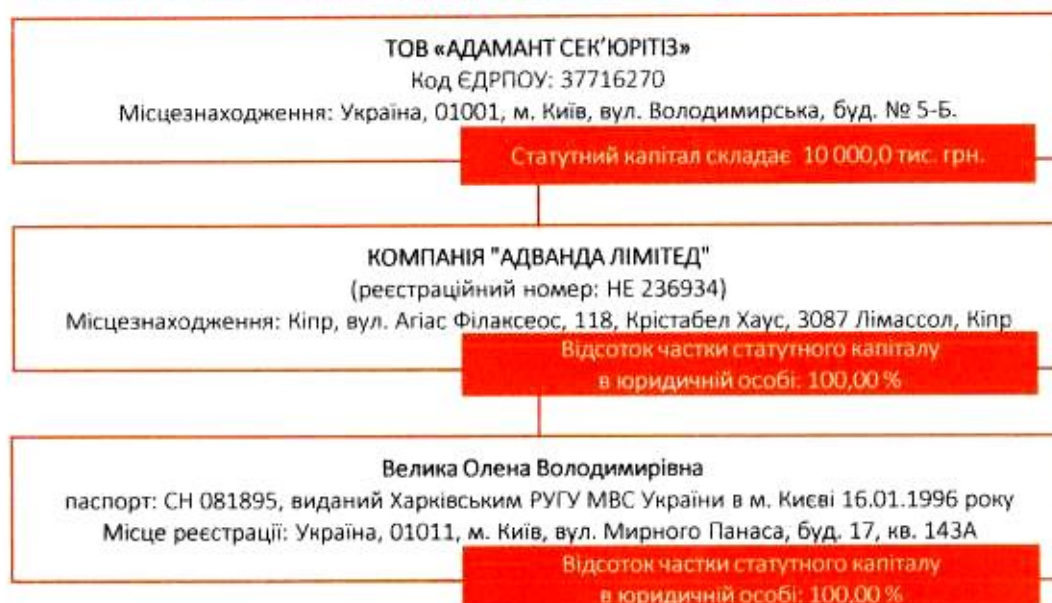 ТОВ «АДАМАНТ СЕК’ЮРІТІЗ»
Код ЄДРПОУ: 37716270
Місцезнаходження: Україна, 01001, м. Київ, вул. Володимирська, буд. № 5-Б.
Статутний капітал складає 10 000,0 тис. грн.
КОМПАНІЯ "АДВАНДА ЛІМІТЕД"
(реєстраційний номер: НЕ 236934)
Місцезнаходження: Кіпр, вул. Агіас Філаксеос, 118, Крістабел Хаус, 3087 Лімассол, Кіпр
Відсоток частки статутного капіталу
в юридичній особі: 100,00 %
Велика Олена Володимирівна
паспорт: СН 081895, виданий Харківським РУГУ МВС України в м. Києві 16.01.1996 року
Місце реєстрації: Україна, 01011, м. Київ, вул. Мирного Панаса, буд. 17, кв. 143А
Відсоток частки статутного капіталу
в юридичній особі: 100,00 %